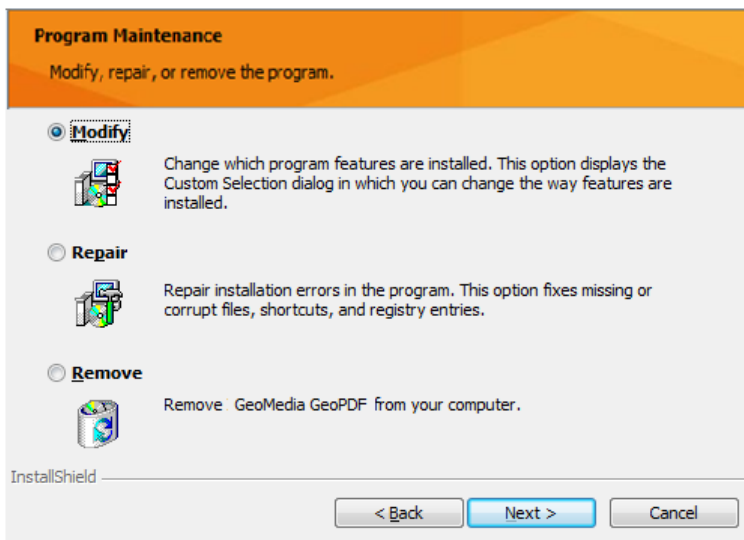 Program Maintenance
Modify, repair, or remove the program.
Modify
Change which program features are installed. This option displays the
Custom Selection dialog in which you can change the way features are
installed.
Repair
Repair installation errors in the program. This option fixes missing or
corrupt files, shortcuts, and registry entries.
Remove
Remove GeoMedia GeoPDF from your computer.
InstallShield
< Back
Next >
Cancel